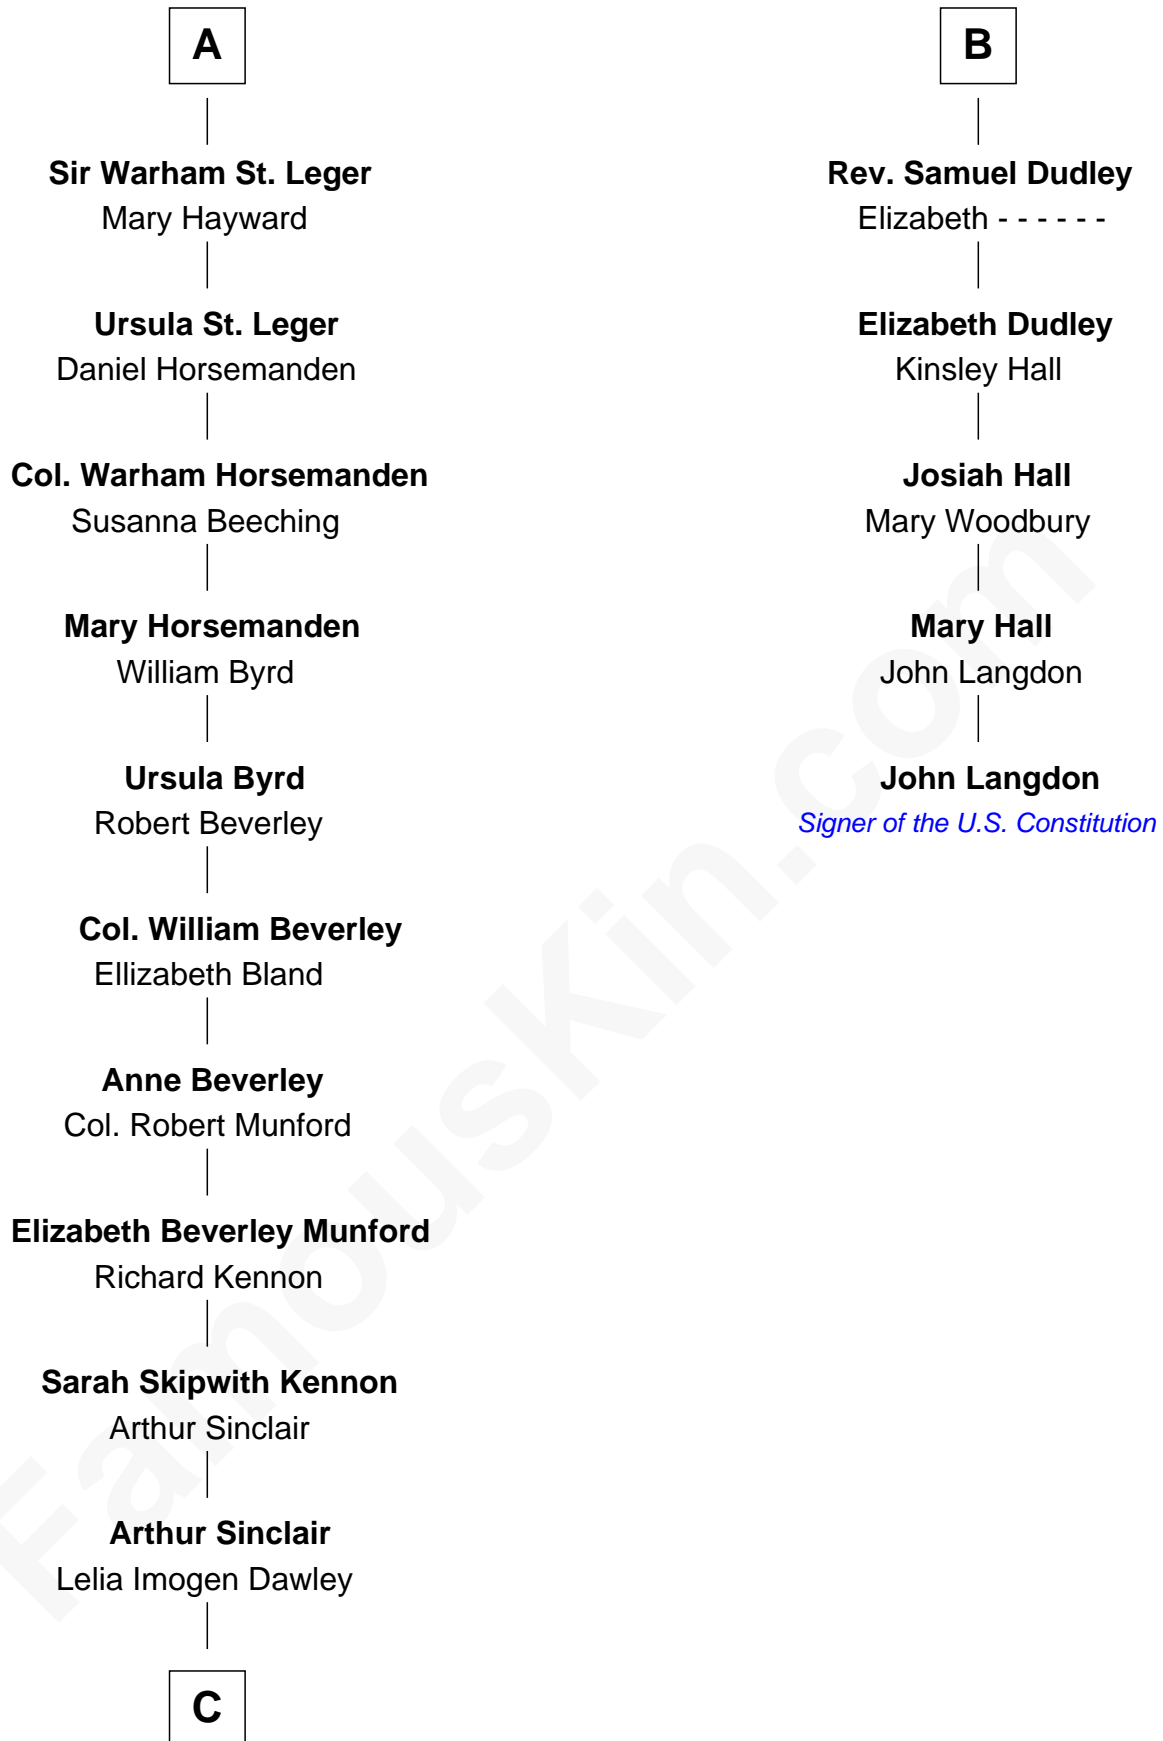 A
Sir Warham St. Leger
Mary Hayward
Ursula St. Leger
Daniel Horsemanden
Col. Warham Horsemanden
Susanna Beeching
Mary Horsemanden
William Byrd
Ursula Byrd
Robert Beverley
Col. William Beverley
Ellizabeth Bland
Anne Beverley
Col. Robert Munford
Elizabeth Beverley Munford
Richard Kennon
Sarah Skipwith Kennon
Arthur Sinclair
Arthur Sinclair
Lelia Imogen Dawley
C
B
Rev. Samuel Dudley
Elizabeth - - - - - -
Elizabeth Dudley
Kinsley Hall
Josiah Hall
Mary Woodbury
Mary Hall
John Langdon
John Langdon
Signer of the U.S. Constitution
FamousKin.com